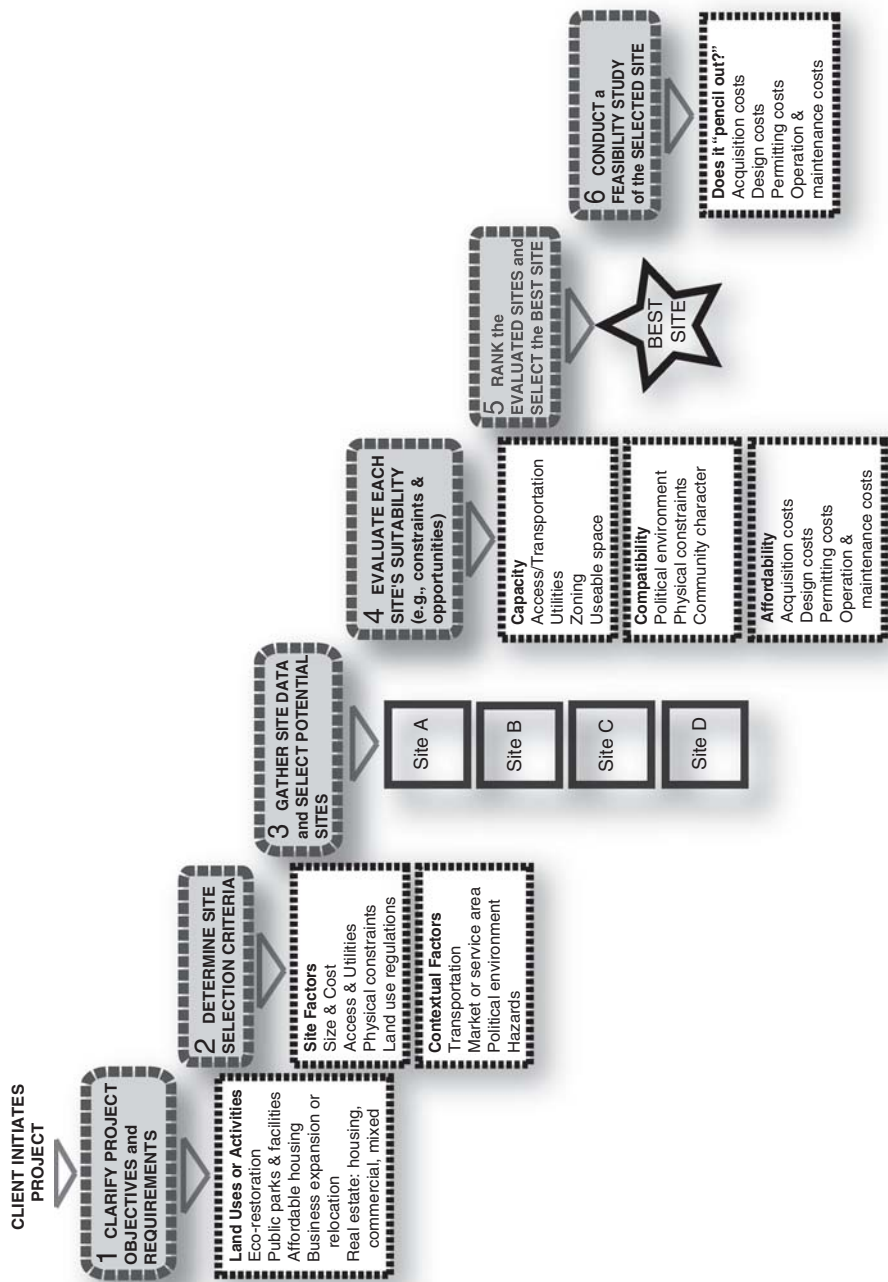 CLIENT INITIATES
PROJECT
1 CLARIFY PROJECT
OBJECTIVES and
REQUIREMENTS
Land Uses or Activities
Eco-restoration
Public parks & facilities
Affordable housing
Business expansion or
relocation
Real estate: housing,
commercial, mixed
2 DETERMINE SITE
SELECTION CRITERIA
Site Factors
Size & Cost
Access & Utilities
Physical constraints
Land use regulations
Contextual Factors
Transportation
Market or service area
Political environment
Hazards
3 GATHER SITE DATA
and SELECT POTENTIAL
SITES
Site A
Site B
Site C
Site D
4 EVALUATE EACH
SITE'S SUITABILITY
(e.g., constraints &
opportunities)
Capacity
Access/Transportation
Utilities
Zoning
Useable space
Compatibility
Political environment
Physical constraints
Community character
Affordability
Acquisition costs
Design costs
Permitting costs
Operation &
maintenance costs
5 RANK the
EVALUATED SITES and
SELECT the BEST SITE
BEST
SITE
6 CONDUCT a
FEASIBILITY STUDY
of the SELECTED SITE
Does it “pencil out?”
Acquisition costs
Design costs
Permitting costs
Operation &
maintenance costs